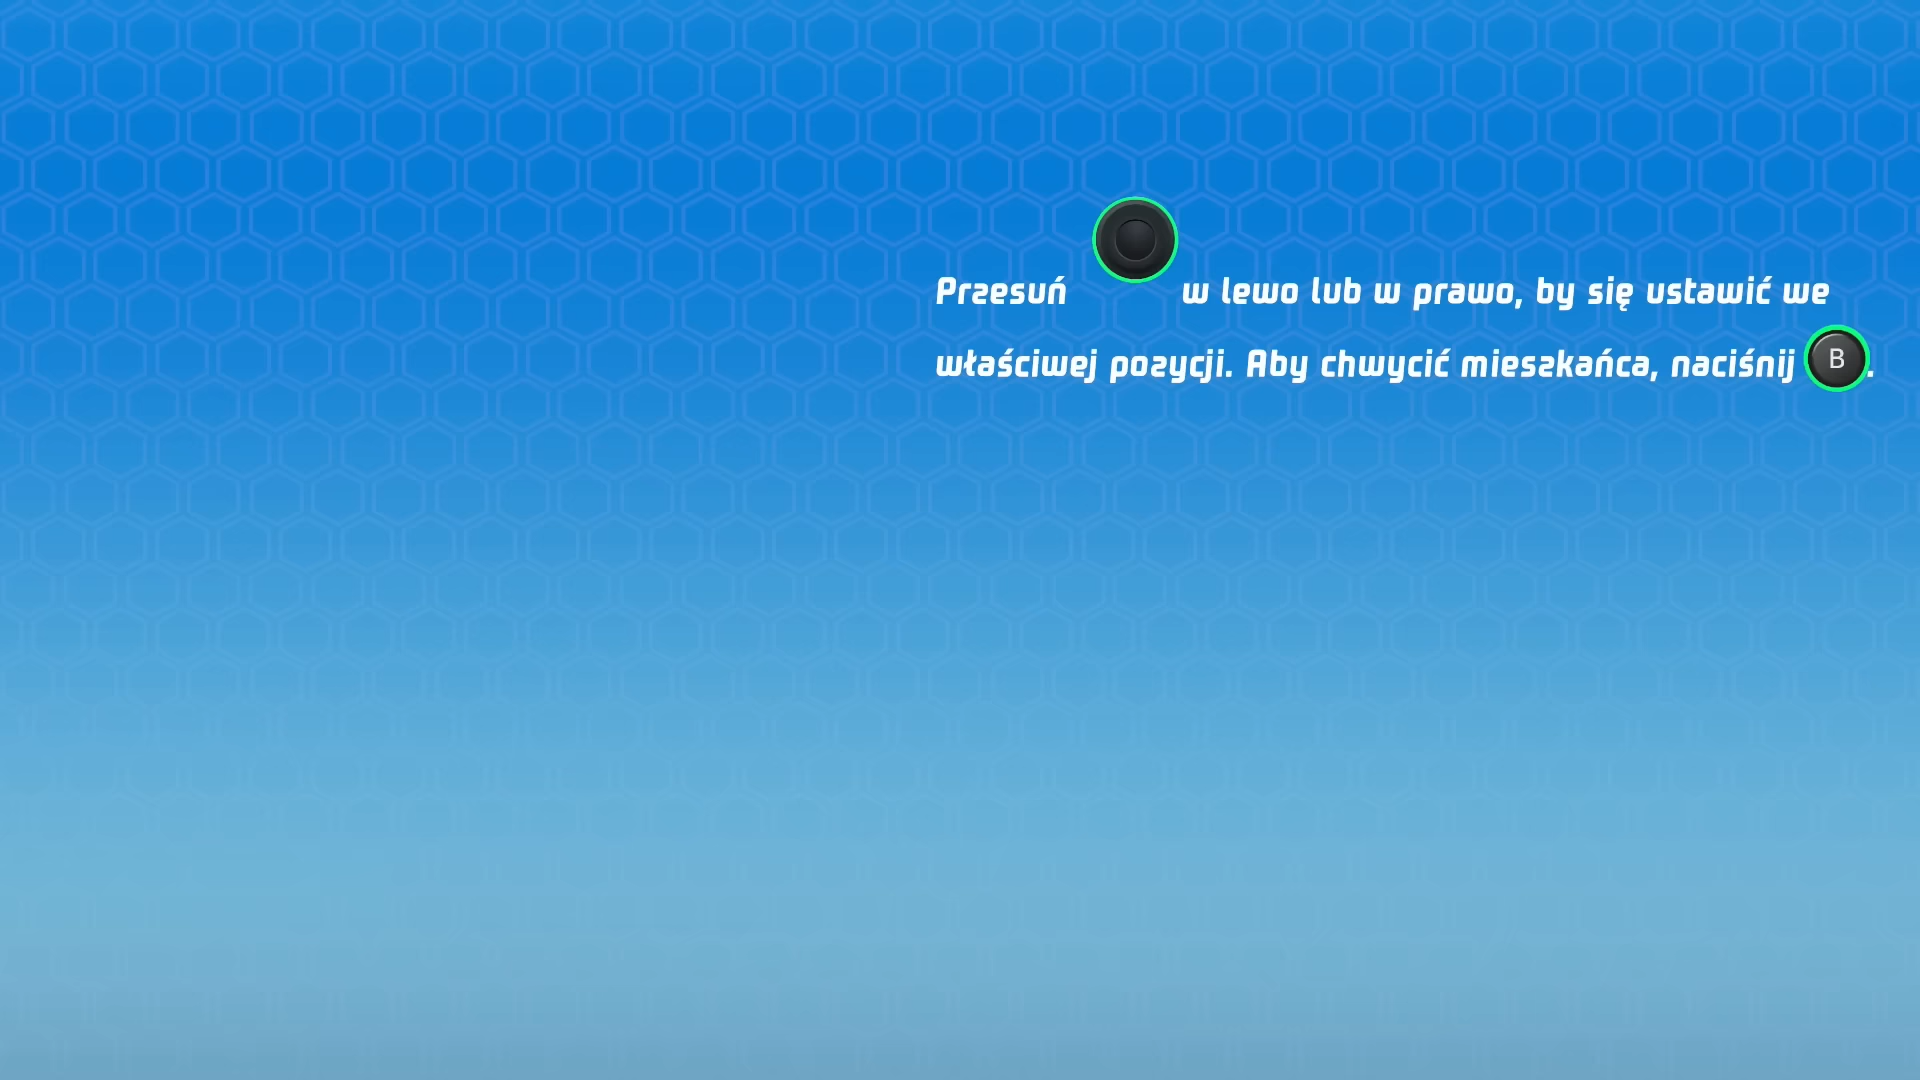 Przesuń w lewo lub w prawo, by się ustawić we
właściwej pozycji. Aby chwycić mieszkańca, naciśnij B.